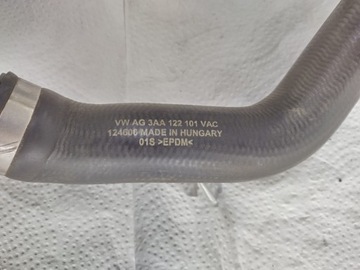 VW AG 3AA 122 101 VAC
124606 MADE IN HUNGARY
01S >EPDM<